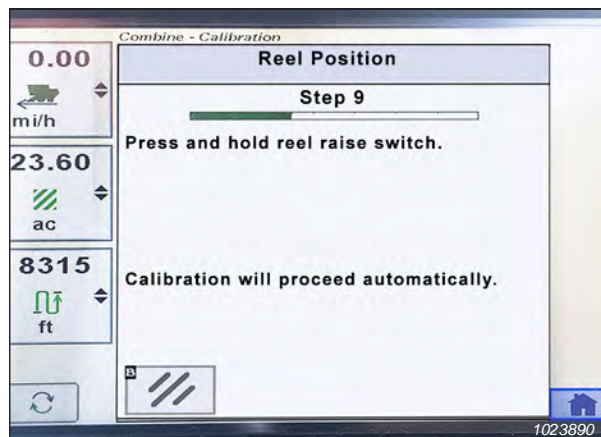 Combine - Calibration
0.00
mi/h
23.60
ac
8315
ft
Reel Position
Step 9
Press and hold reel raise switch.
Calibration will proceed automatically.
B
1023890